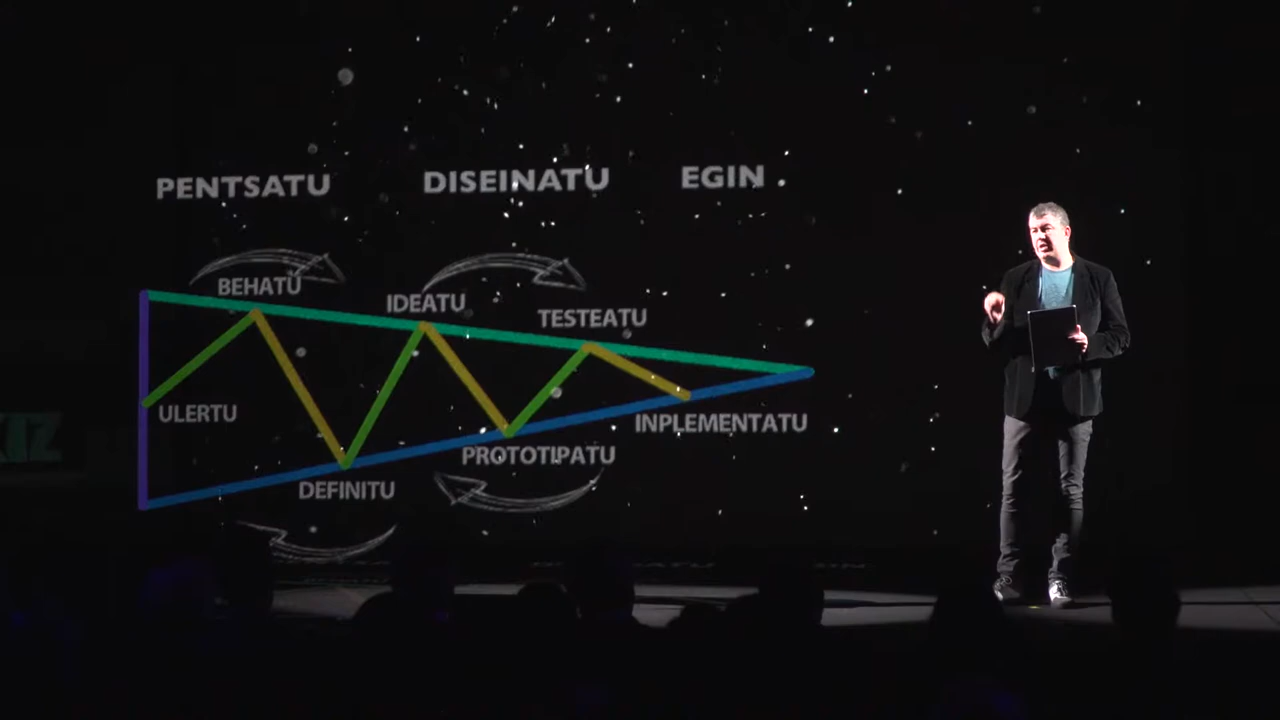 PENTSATU
DISEINATU
EGIN
BEHATU
IDEATU
TESTEATU
ULERTU
INPLEMENTATU
PROTOTIPATU
DEFINITU